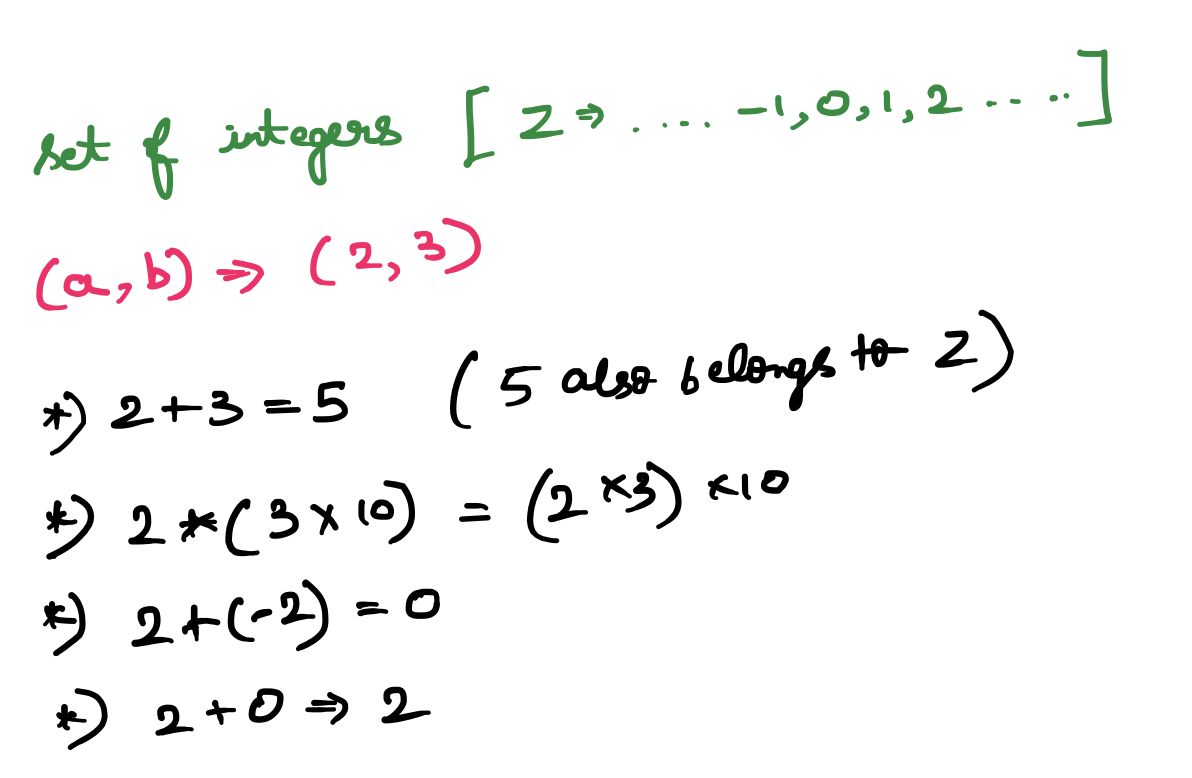 set of integers [ Z ⇒ .... -1, 0, 1, 2 ..... ]
(a, b) ⇒ (2, 3)
*) 2 + 3 = 5 ( 5 also belongs to Z )
*) 2 * ( 3 × 10 ) = ( 2 × 3 ) × 10
*) 2 + (-2) = 0
*) 2 + 0 ⇒ 2